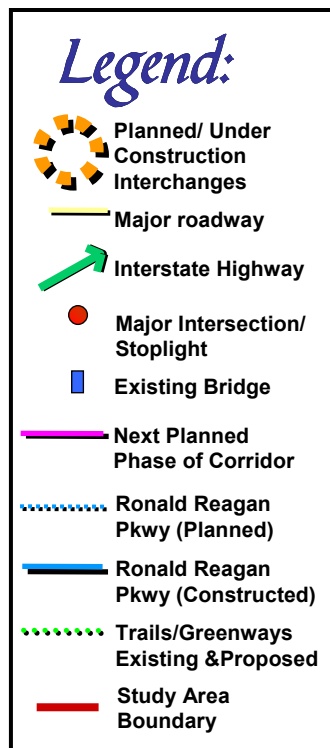 Legend:
Planned/ Under
Construction
Interchanges
Major roadway
Interstate Highway
Major Intersection/
Stoplight
Existing Bridge
Next Planned
Phase of Corridor
Ronald Reagan
Pkwy (Planned)
Ronald Reagan
Pkwy (Constructed)
Trails/Greenways
Existing &Proposed
Study Area
Boundary